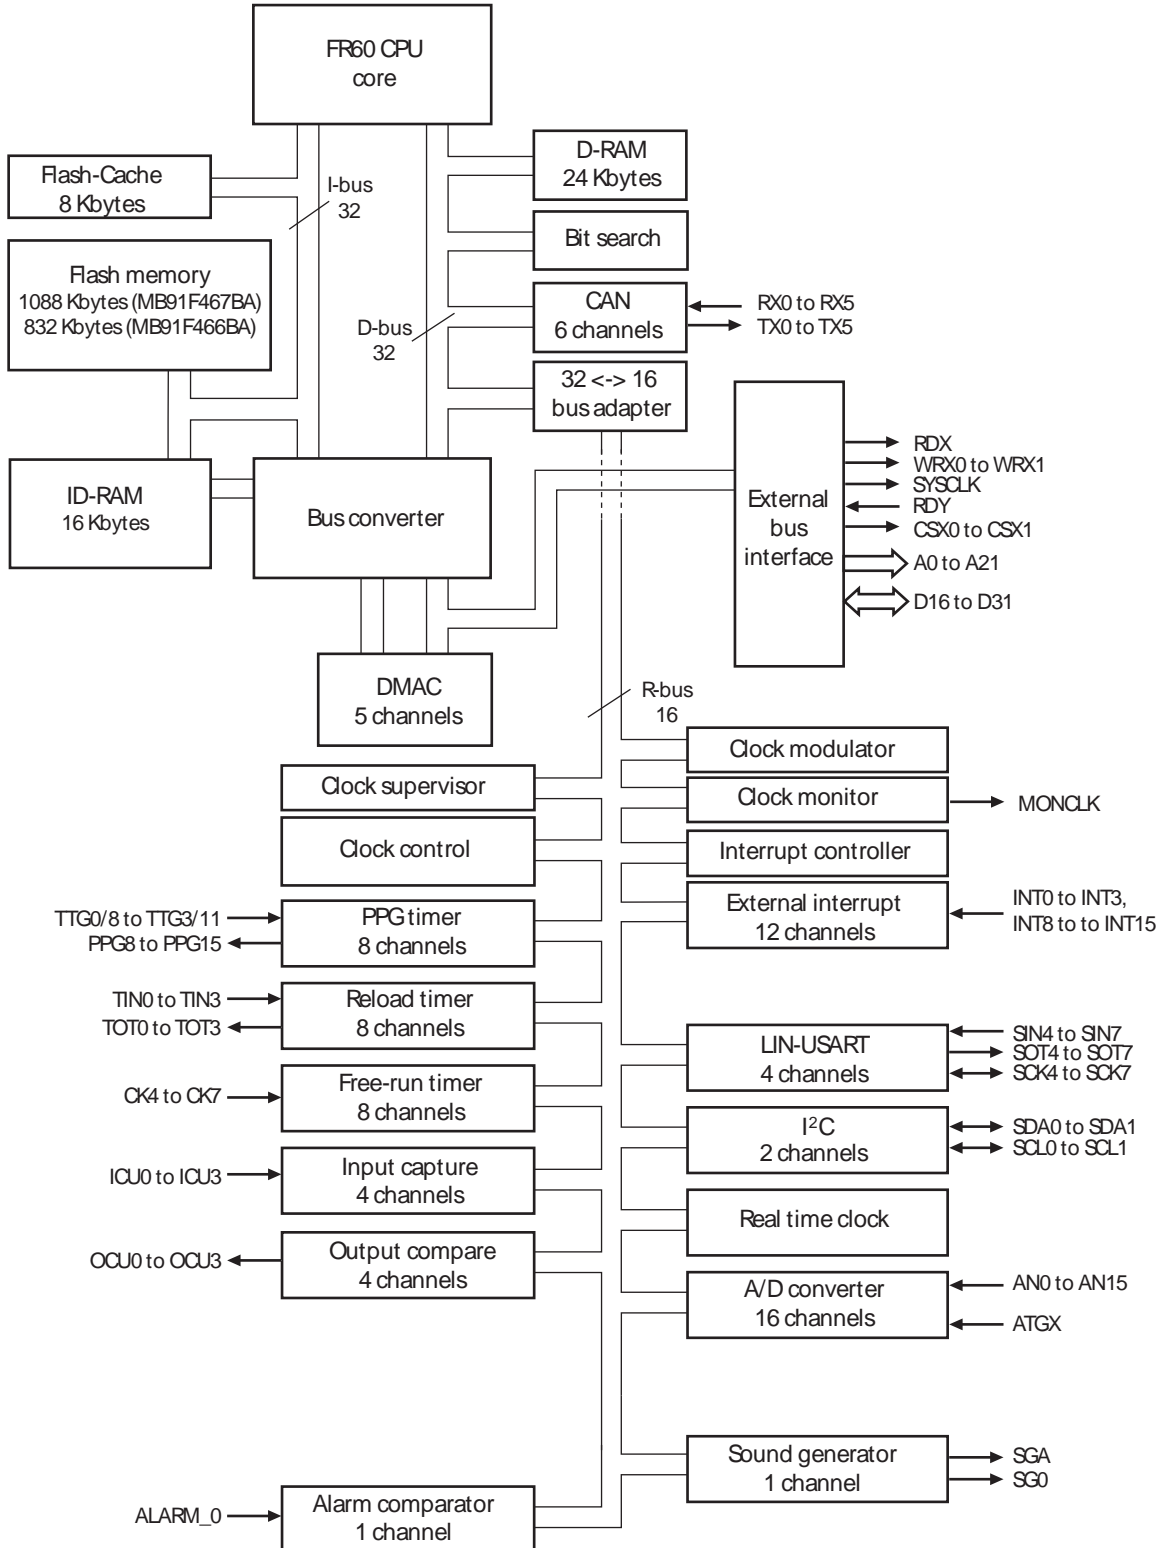 FR60 CPU
core
Flash-Cache
8 Kbytes
D-RAM
24 Kbytes
I-bus
32
Bit search
Flash memory
1088 Kbytes (MB91F467BA)
832 Kbytes (MB91F466BA)
CAN
6 channels
RX0 to RX5
TX0 to TX5
D-bus
32
32 <-> 16
bus adapter
ID-RAM
16 Kbytes
Bus converter
External
bus
interface
RDX
WRX0 to WRX1
SYSCLK
RDY
CSX0 to CSX1
A0 to A21
D16 to D31
DMAC
5 channels
R-bus
16
Clock modulator
Clock supervisor
Clock monitor
MONCLK
Clock control
Interrupt controller
TTG0/8 to TTG3/11
PPG8 to PPG15
PPG timer
8 channels
External interrupt
12 channels
INT0 to INT3,
INT8 to to INT15
TIN0 to TIN3
TOT0 to TOT3
Reload timer
8 channels
LIN-USART
4 channels
SIN4 to SIN7
SOT4 to SOT7
SCK4 to SCK7
CK4 to CK7
Free-run timer
8 channels
I²C
2 channels
SDA0 to SDA1
SCL0 to SCL1
ICU0 to ICU3
Input capture
4 channels
Real time clock
OCU0 to OCU3
Output compare
4 channels
A/D converter
16 channels
AN0 to AN15
ATGX
Sound generator
1 channel
SGA
SG0
ALARM_0
Alarm comparator
1 channel